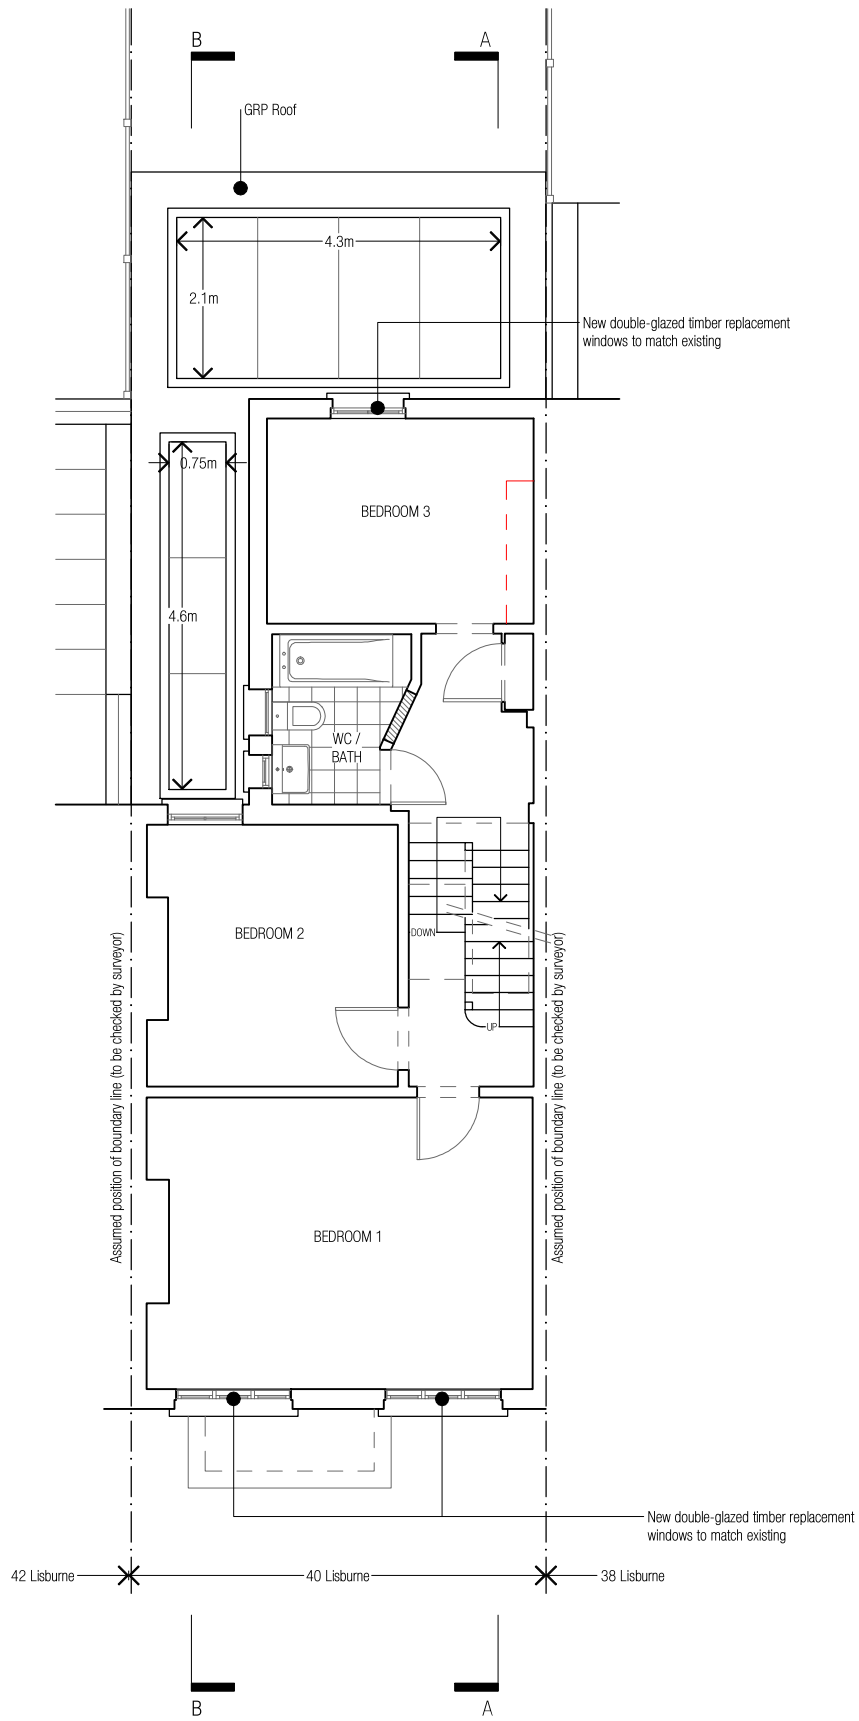 B
A
GRP Roof
4.3m
2.1m
New double-glazed timber replacement
windows to match existing
0.75m
BEDROOM 3
4.6m
WC /
BATH
BEDROOM 2
DOWN
UP
Assumed position of boundary line (to be checked by surveyor)
Assumed position of boundary line (to be checked by surveyor)
BEDROOM 1
New double-glazed timber replacement
windows to match existing
42 Lisburne
40 Lisburne
38 Lisburne
B
A